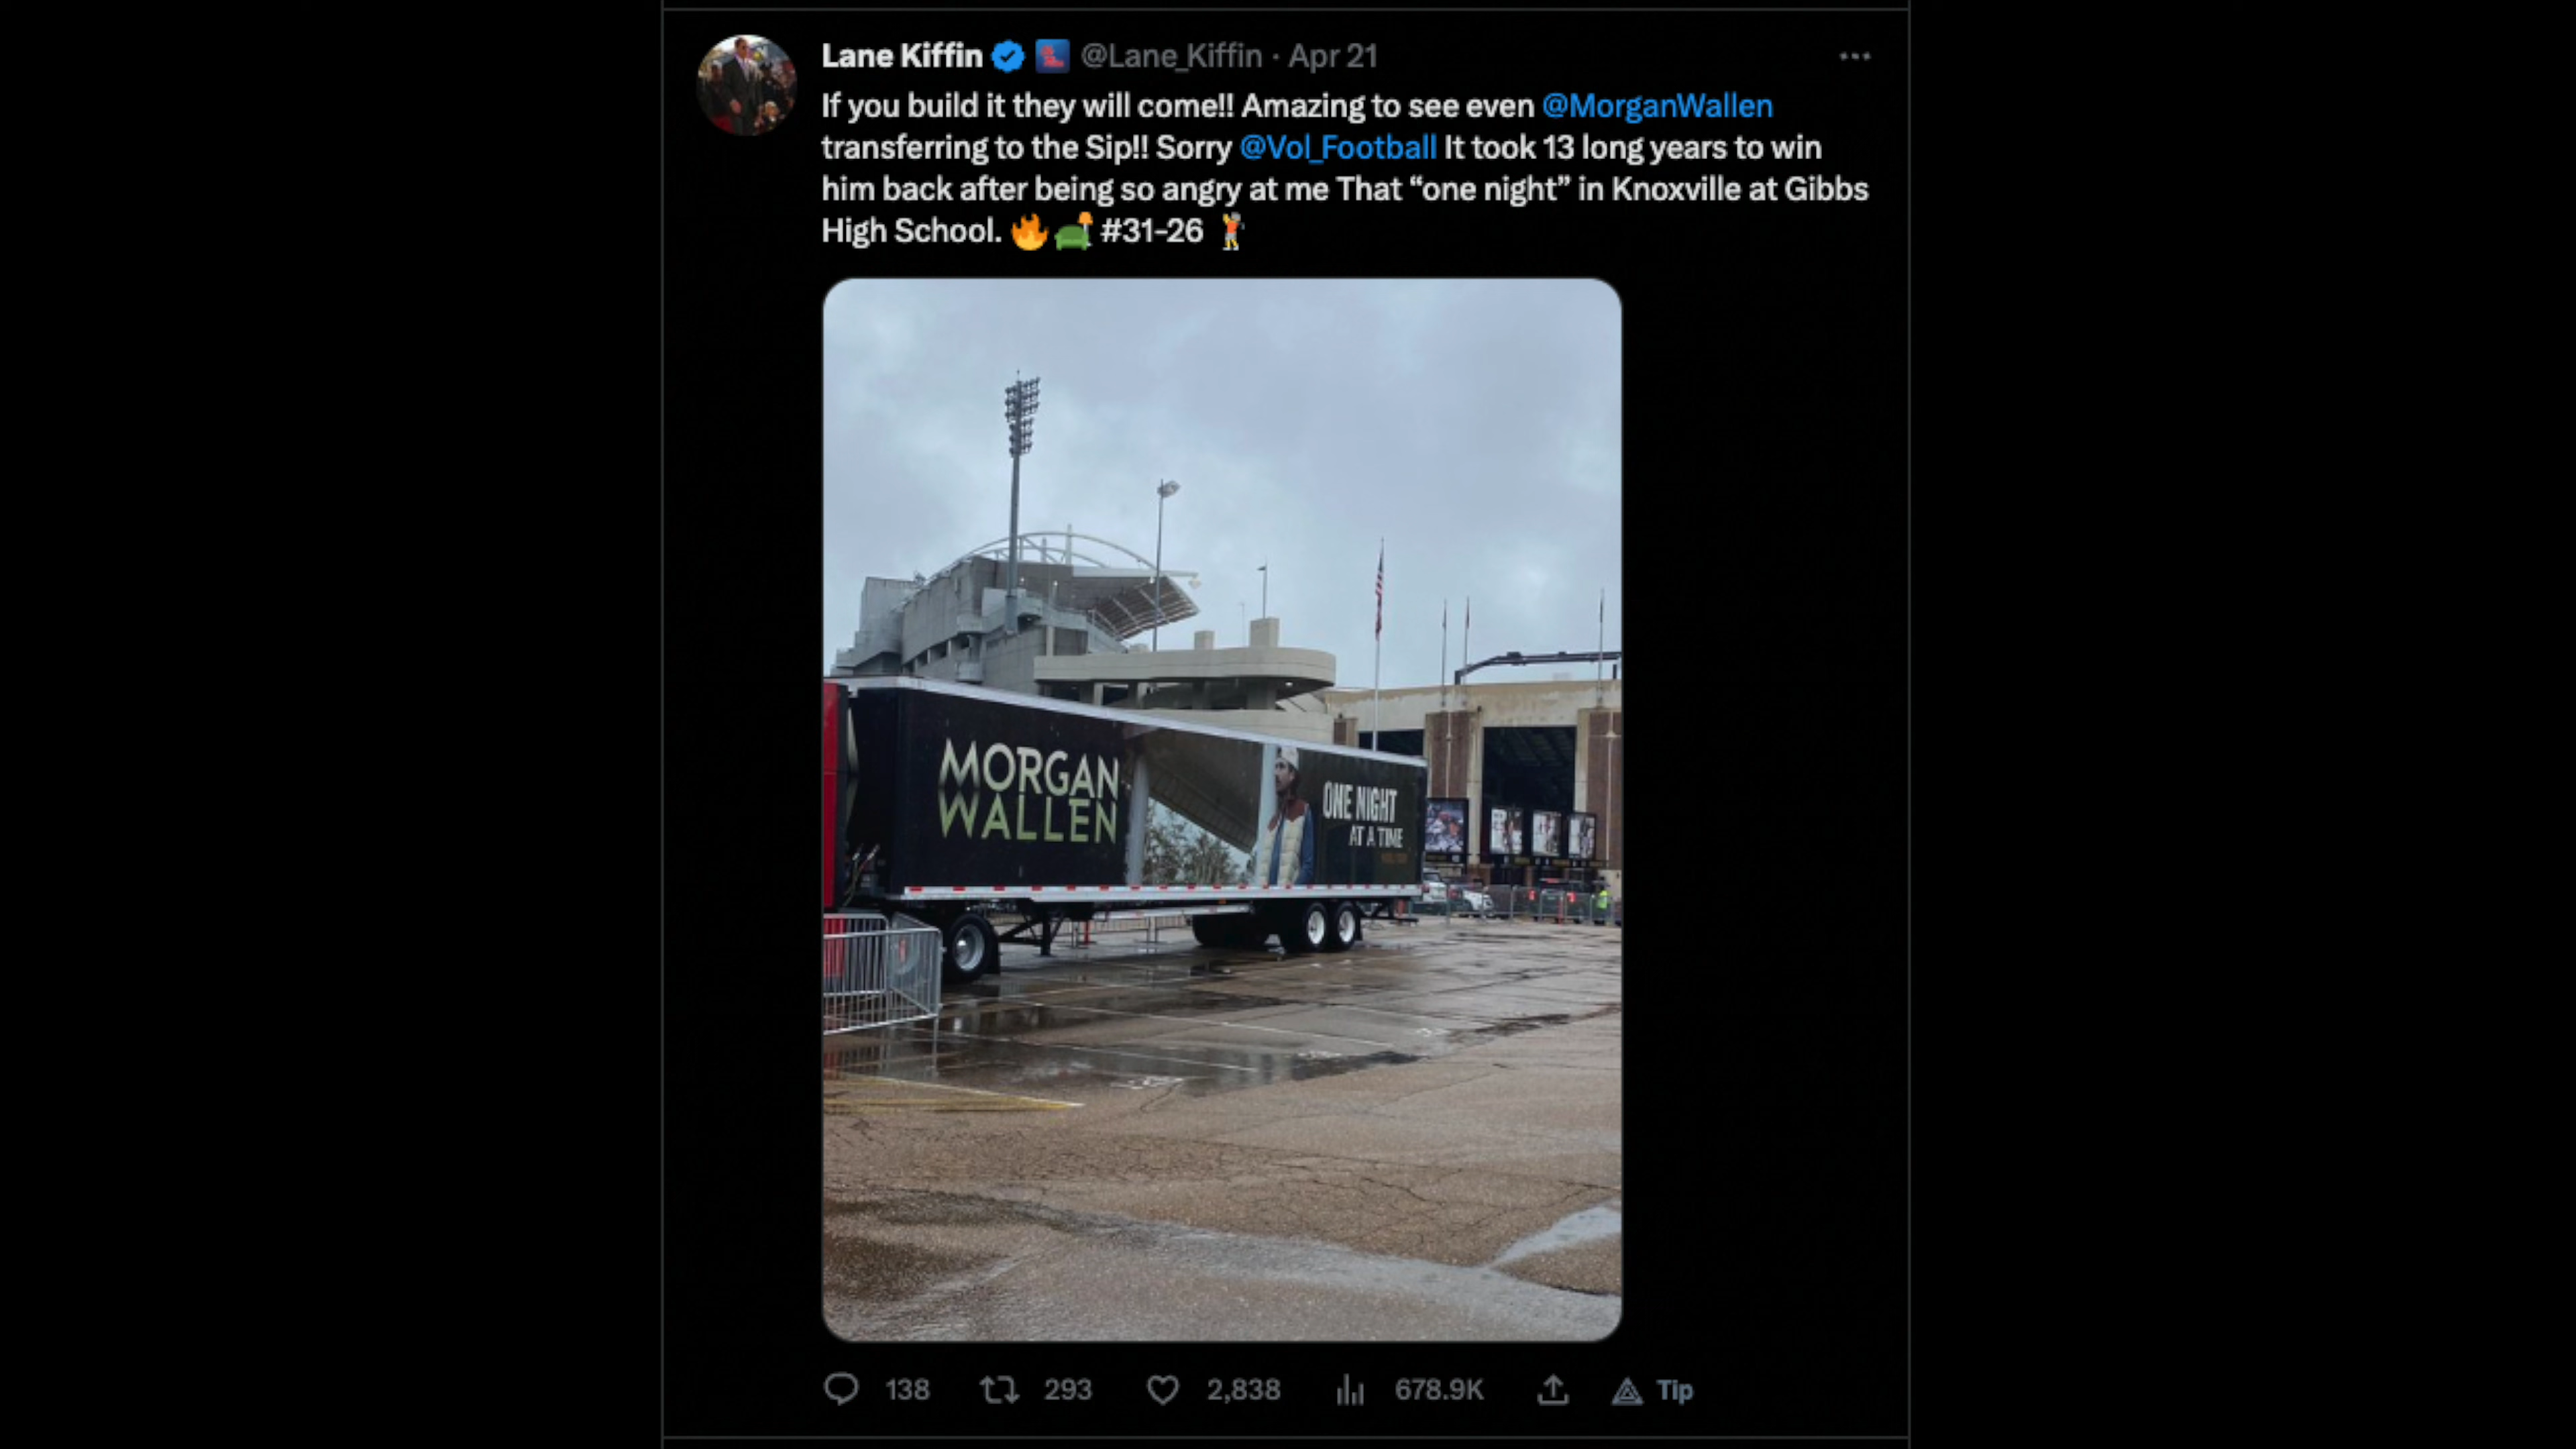 Lane Kiffin @Lane_Kiffin · Apr 21
If you build it they will come!! Amazing to see even @MorganWallen
transferring to the Sip!! Sorry @Vol_Football It took 13 long years to win
him back after being so angry at me That “one night” in Knoxville at Gibbs
High School. 🔥🛋️ #31-26
MORGAN
WALLEN
ONE NIGHT
AT A TIME
138 293 2,838 678.9K Tip